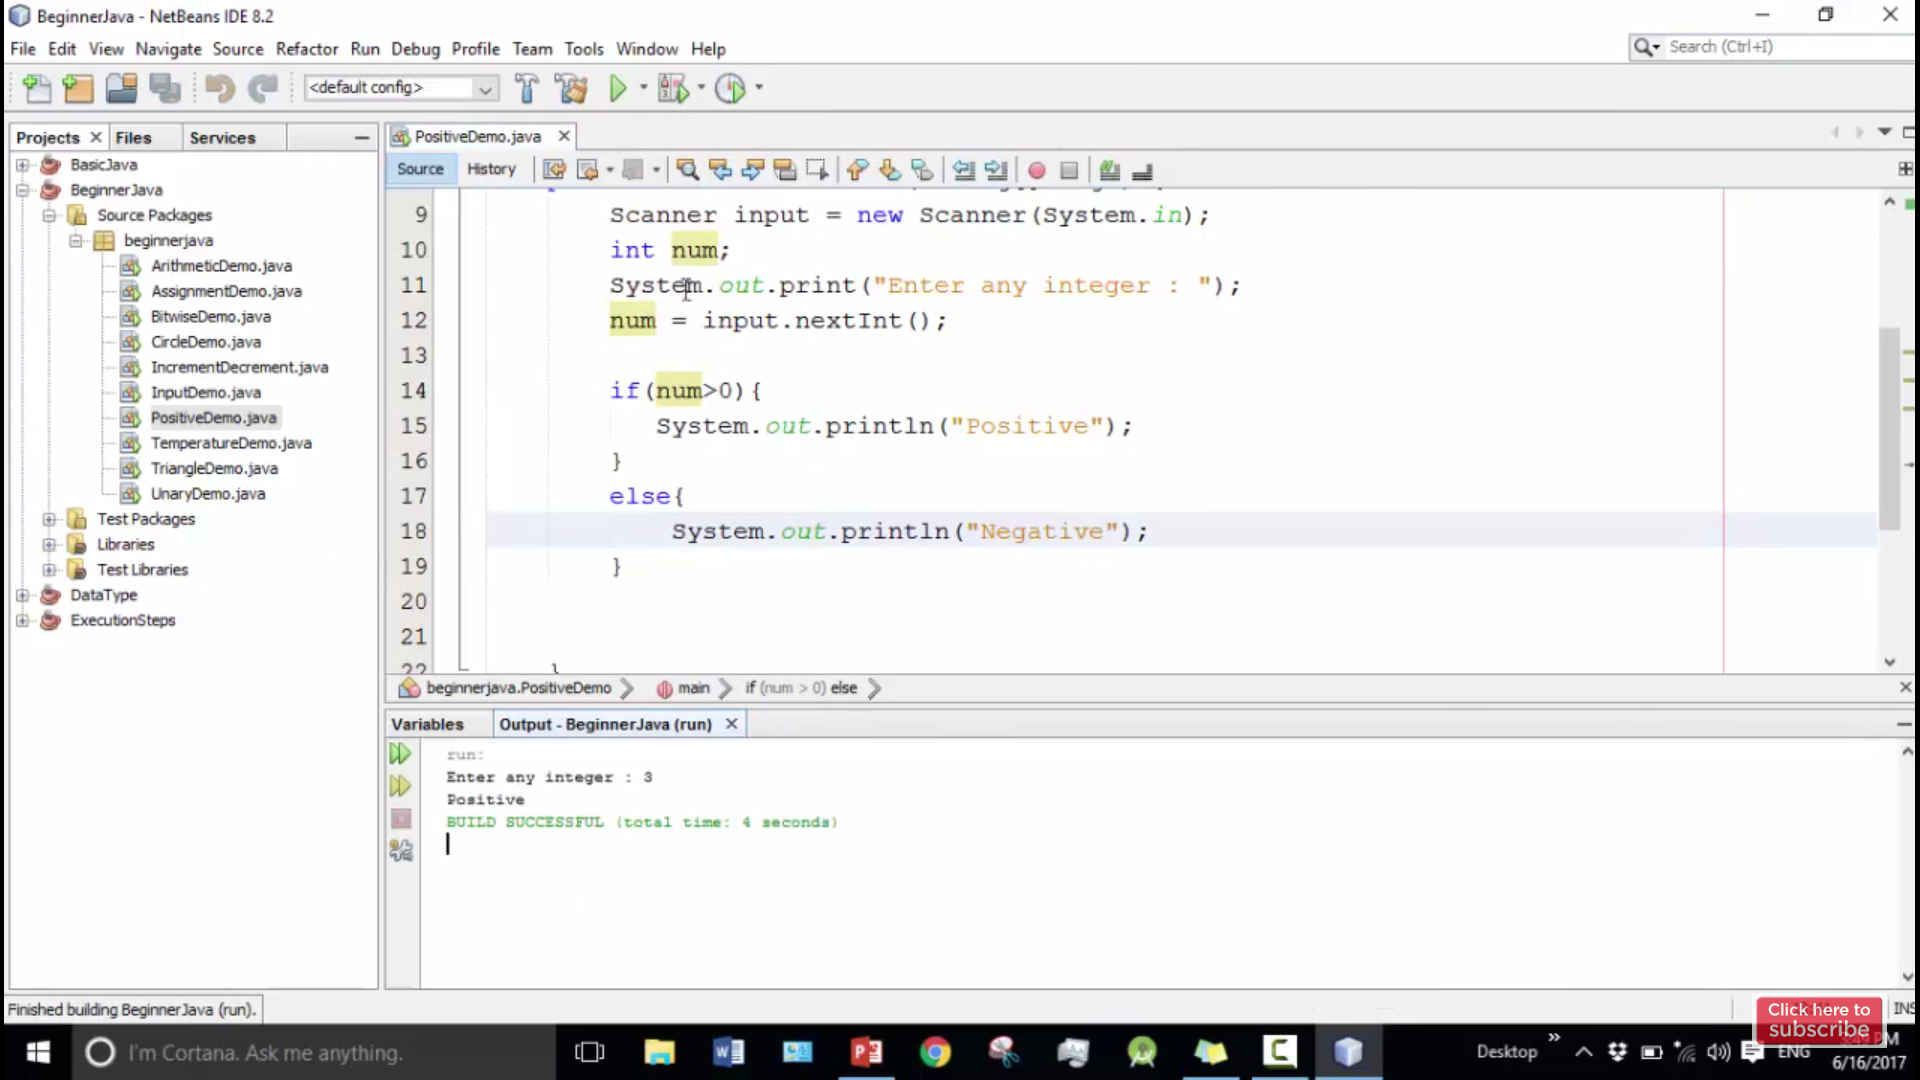 BeginnerJava - NetBeans IDE 8.2
File Edit View Navigate Source Refactor Run Debug Profile Team Tools Window Help
Search (Ctrl+I)
<default config>
Projects Files Services
BasicJava
BeginnerJava
Source Packages
beginnerjava
ArithmeticDemo.java
AssignmentDemo.java
BitwiseDemo.java
CircleDemo.java
IncrementDecrement.java
InputDemo.java
PositiveDemo.java
TemperatureDemo.java
TriangleDemo.java
UnaryDemo.java
Test Packages
Libraries
Test Libraries
DataType
ExecutionSteps
PositiveDemo.java
Source History
9 Scanner input = new Scanner(System.in);
10 int num;
11 System.out.print("Enter any integer : ");
12 num = input.nextInt();
13
14 if(num>0){
15 System.out.println("Positive");
16 }
17 else{
18 System.out.println("Negative");
19 }
20
21
22 }
beginnerjava.PositiveDemo main if (num > 0) else
Variables Output - BeginnerJava (run)
run:
Enter any integer : 3
Positive
BUILD SUCCESSFUL (total time: 4 seconds)
Finished building BeginnerJava (run).
INS
Click here to
subscribe
I'm Cortana. Ask me anything.
Desktop
ENG
6/16/2017